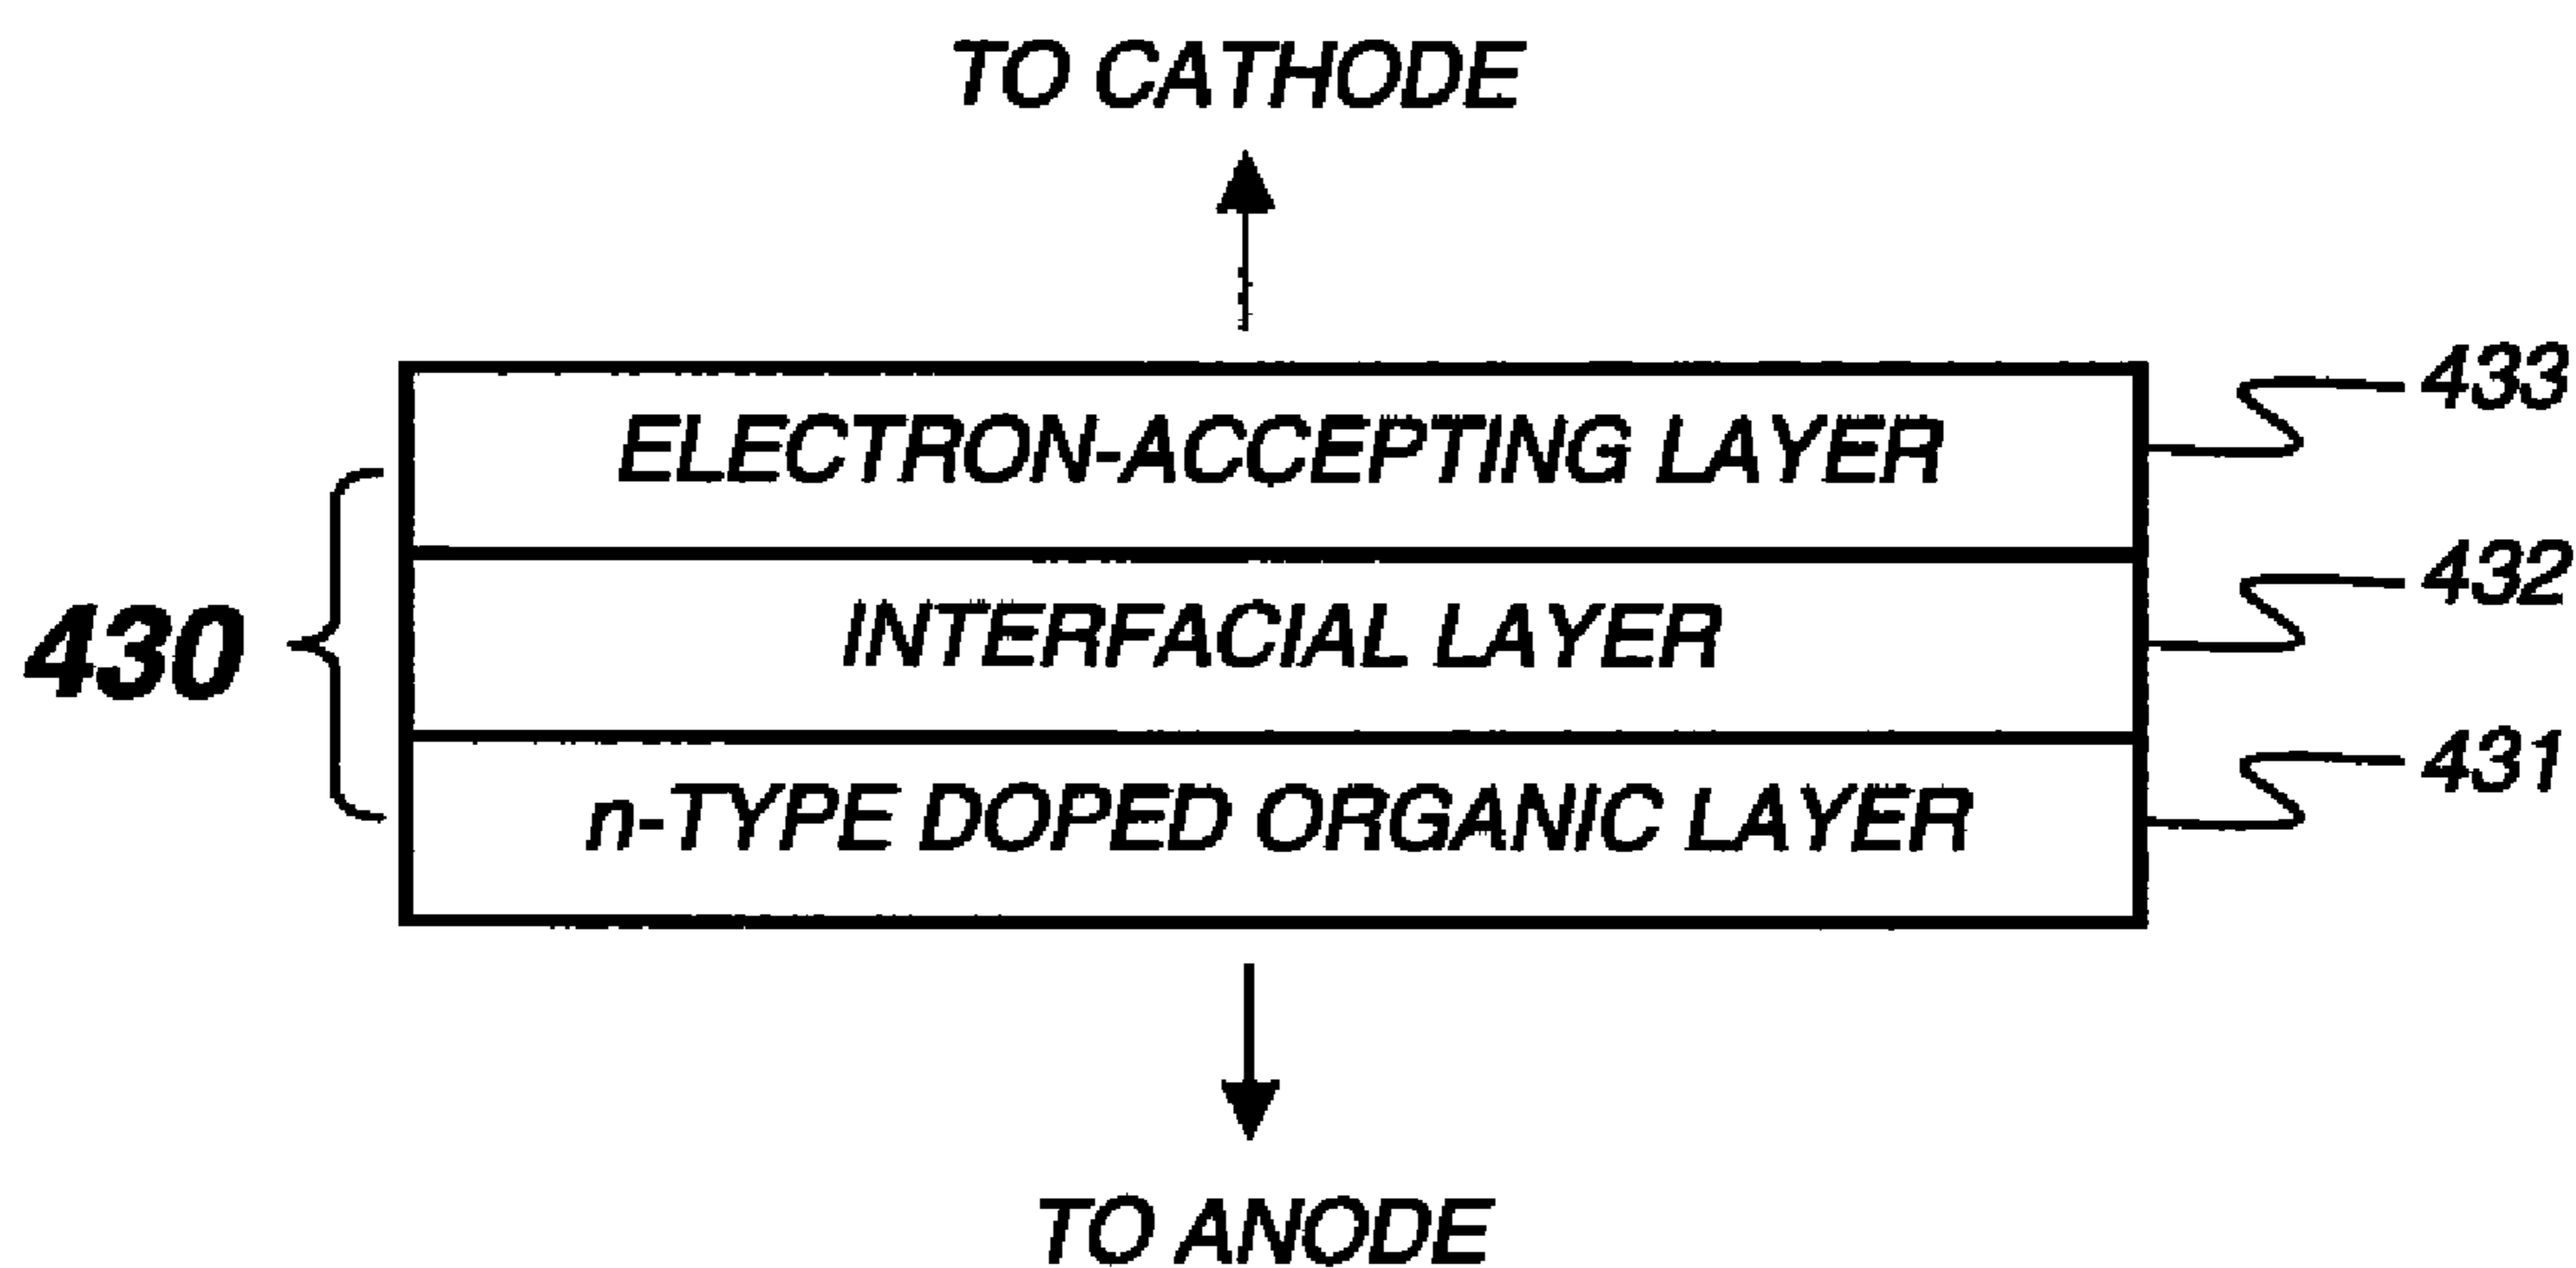 TO CATHODE
ELECTRON-ACCEPTING LAYER
433
INTERFACIAL LAYER
432
430
n-TYPE DOPED ORGANIC LAYER
431
TO ANODE